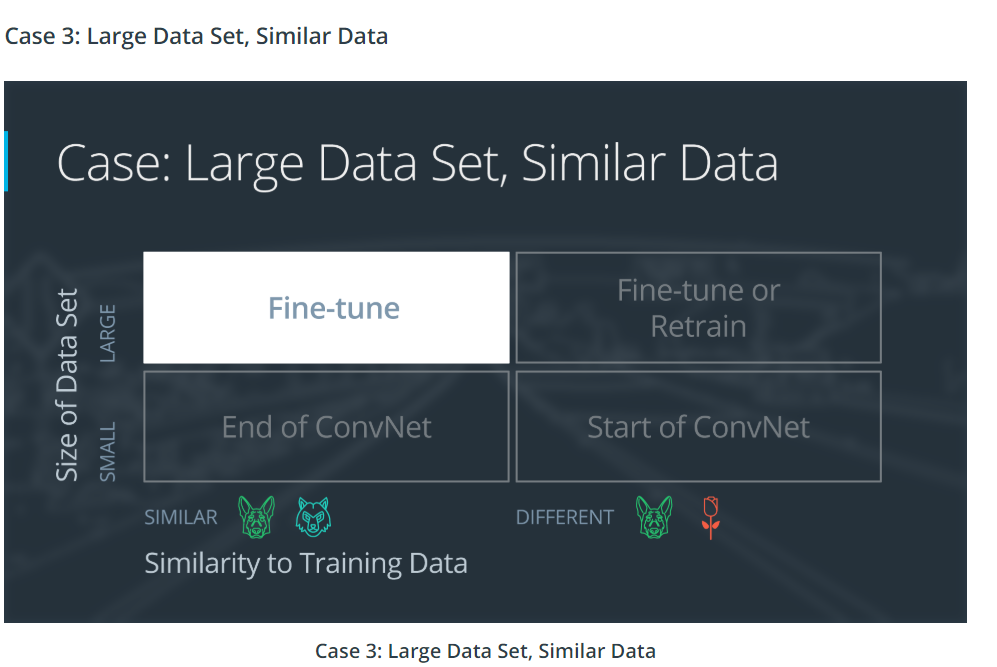 Case 3: Large Data Set, Similar Data
Case: Large Data Set, Similar Data
Size of Data Set
LARGE
SMALL
Fine-tune
Fine-tune or
Retrain
End of ConvNet
Start of ConvNet
SIMILAR
DIFFERENT
Similarity to Training Data
Case 3: Large Data Set, Similar Data